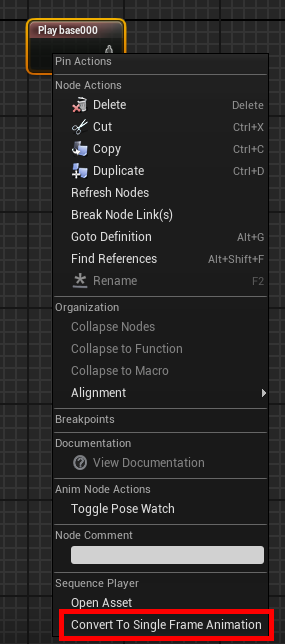 Play base000
Pin Actions
Node Actions
Delete Delete
Cut Ctrl+X
Copy Ctrl+C
Duplicate Ctrl+D
Refresh Nodes
Break Node Link(s)
Goto Definition Alt+G
Find References Alt+Shift+F
Rename F2
Organization
Collapse Nodes
Collapse to Function
Collapse to Macro
Alignment
Breakpoints
Documentation
View Documentation
Anim Node Actions
Toggle Pose Watch
Node Comment
Sequence Player
Open Asset
Convert To Single Frame Animation